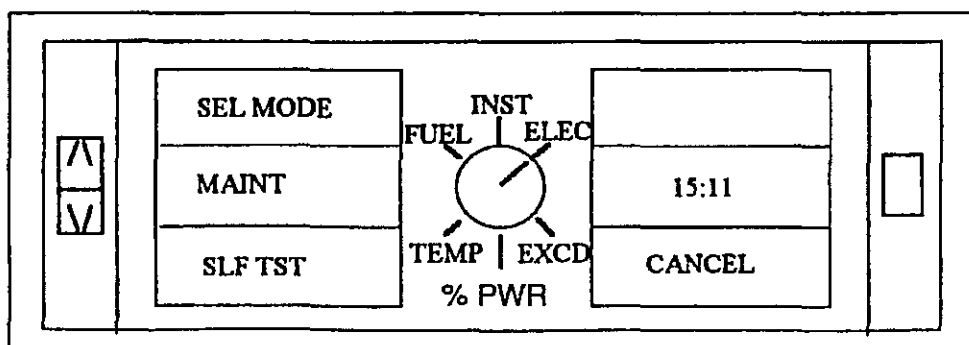 SEL MODE
MAINT
SLF TST
INST
FUEL
ELEC
TEMP
EXCD
% PWR
15:11
CANCEL